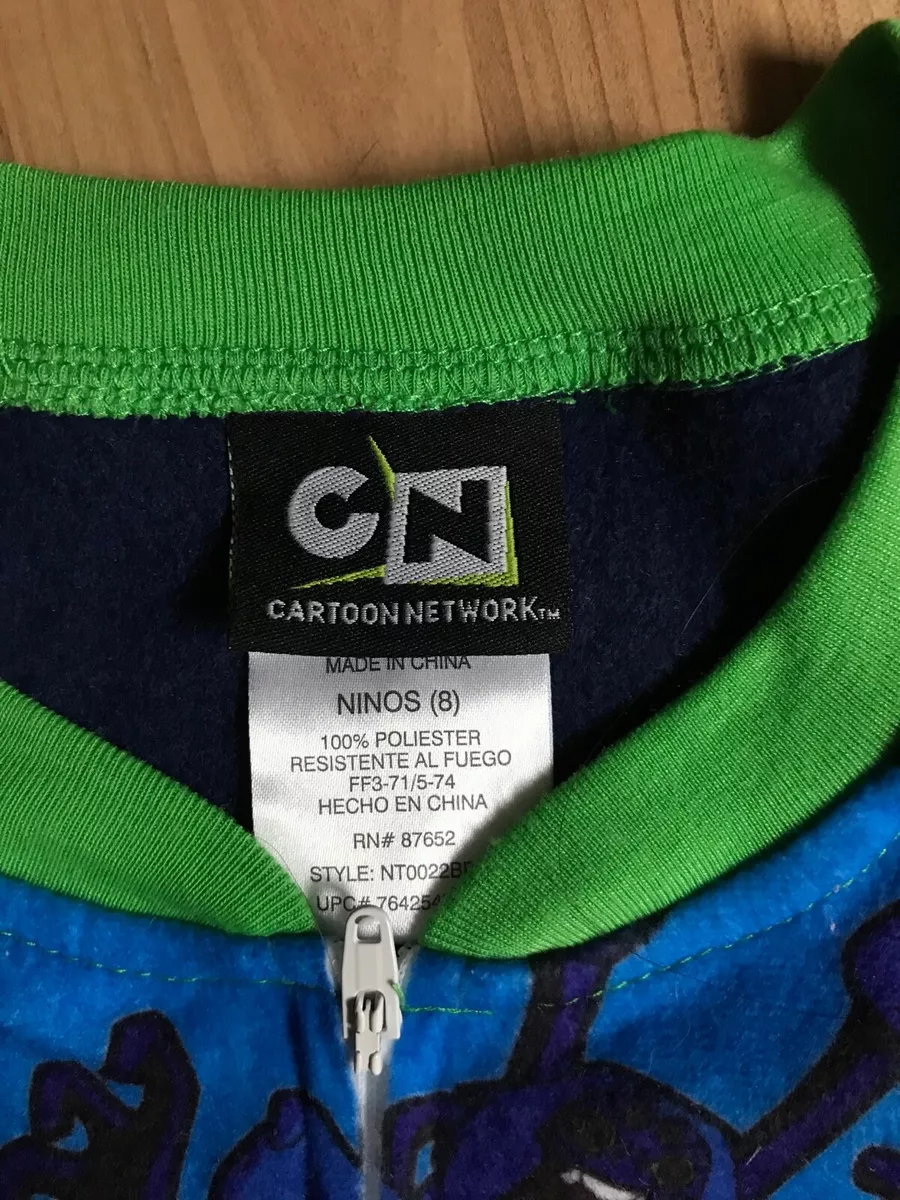 CN
CARTOON NETWORK™
MADE IN CHINA
NINOS (8)
100% POLIESTER
RESISTENTE AL FUEGO
FF3-71/5-74
HECHO EN CHINA
RN# 87652
STYLE: NT0022B
UPC# 76425